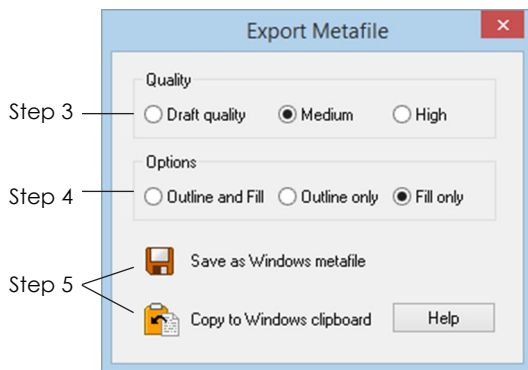 Export Metafile
Quality
Step 3
Draft quality Medium High
Options
Step 4
Outline and Fill Outline only Fill only
Save as Windows metafile
Step 5
Copy to Windows clipboard Help